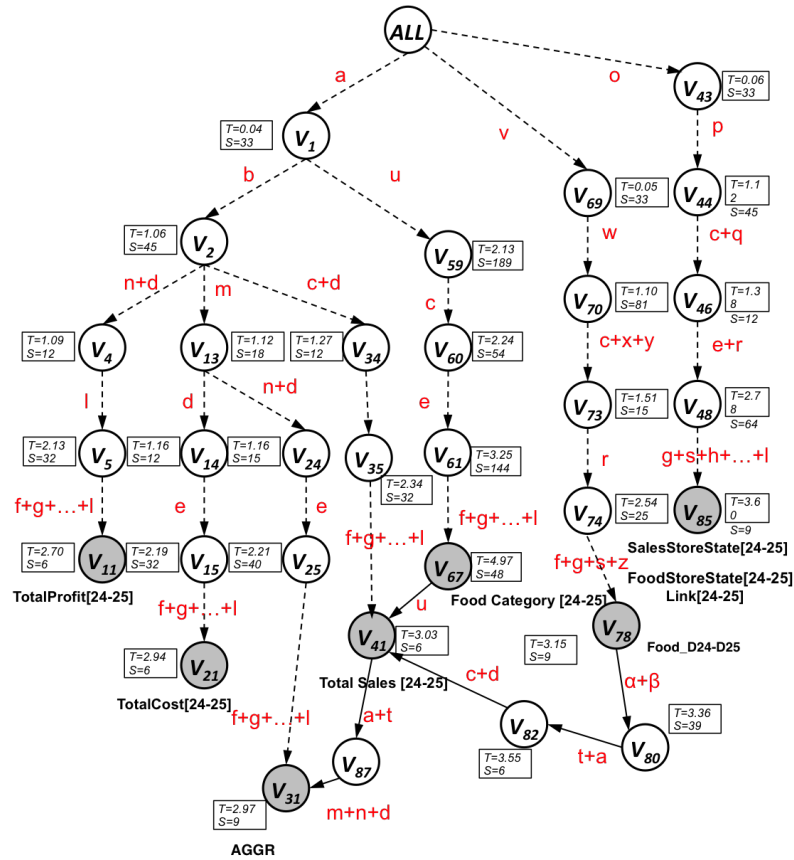 ALL
a
o
v
V43
T=0.06
S=33
T=0.04
S=33
V1
p
b
u
V69
T=0.05
S=33
V44
T=1.1
2
S=45
T=1.06
S=45
V2
w
c+q
V59
T=2.13
S=189
n+d
m
c+d
c
V70
T=1.10
S=81
V46
T=1.3
8
S=12
T=1.09
S=12
V4
V13
T=1.12
S=18
T=1.27
S=12
V34
V60
T=2.24
S=54
c+x+y
e+r
l
d
n+d
e
V73
T=1.51
S=15
V48
T=2.7
8
S=64
T=2.13
S=32
V5
T=1.16
S=12
V14
T=1.16
S=15
V24
V35
T=2.34
S=32
V61
T=3.25
S=144
r
g+s+h+...+l
f+g+...+l
e
e
f+g+...+l
f+g+...+l
V74
T=2.54
S=25
V85
T=3.6
0
S=9
SalesStoreState[24-25]
T=2.70
S=6
V11
T=2.19
S=32
V15
T=2.21
S=40
V25
V67
T=4.97
S=48
f+g+s+z
FoodStoreState[24-25]
Link[24-25]
TotalProfit[24-25]
f+g+...+l
u
Food Category [24-25]
T=2.94
S=6
V21
V41
T=3.03
S=6
T=3.15
S=9
V78
Food_D24-D25
TotalCost[24-25]
Total Sales [24-25]
c+d
α+β
f+g+...+l
a+t
V82
T=3.55
S=6
t+a
V80
T=3.36
S=39
V87
V31
T=2.97
S=9
m+n+d
AGGR